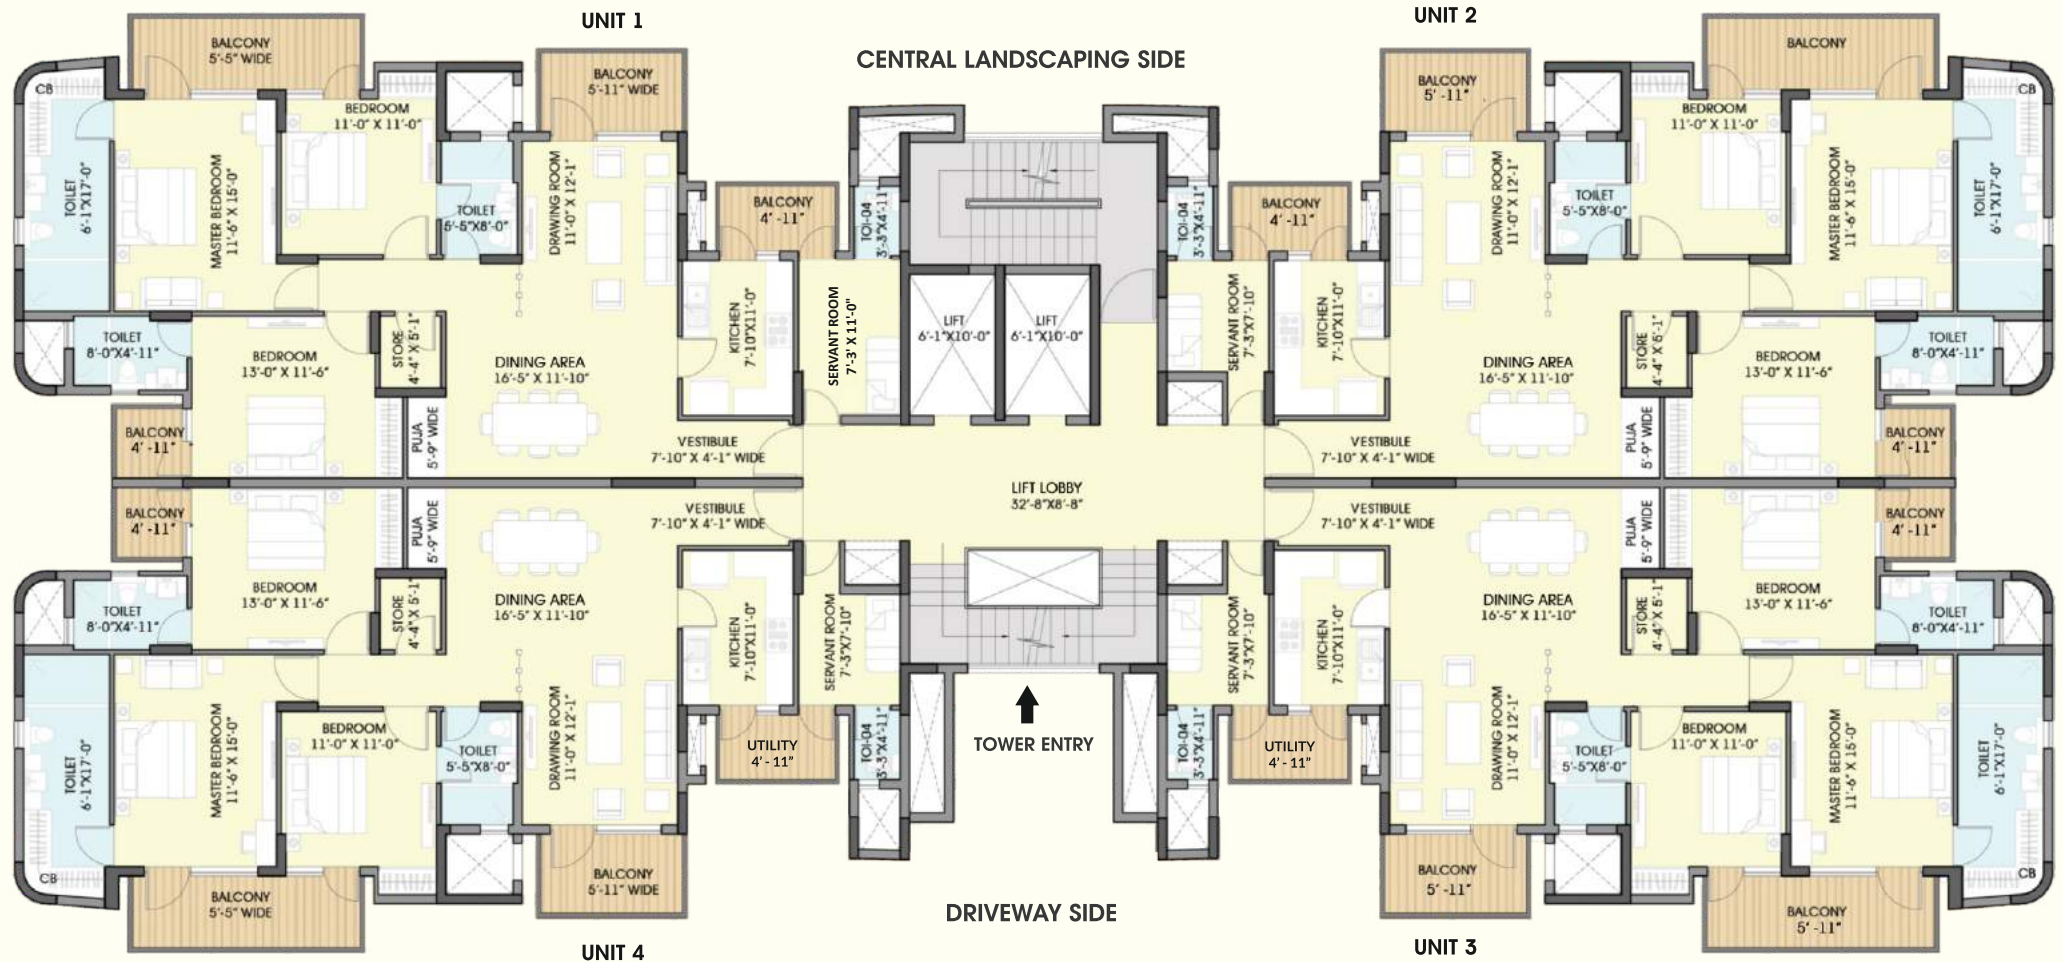 UNIT 1
UNIT 2
CENTRAL LANDSCAPING SIDE
BALCONY
5'-5" WIDE
CB
BEDROOM
11'-0" X 11'-0"
BALCONY
5'-11" WIDE
TOILET
6'-1"X17'-0"
MASTER BEDROOM
11'-6" X 15'-0"
TOILET
5'-5"X8'-0"
DRAWING ROOM
11'-0" X 12'-1"
BALCONY
4' -11"
TOI-04
3'-3"X4'-11"
TOILET
8'-0"X4'-11"
BEDROOM
13'-0" X 11'-6"
STORE
4'-4" X 5'-1"
DINING AREA
16'-5" X 11'-10"
KITCHEN
7'-10"X11'-0"
SERVANT ROOM
7'-3' X 11'-0"
BALCONY
4' -11"
PUJA
5'-9" WIDE
VESTIBULE
7'-10" X 4'-1" WIDE
LIFT
6'-1"X10'-0"
LIFT
6'-1"X10'-0"
BALCONY
5' -11"
BALCONY
BEDROOM
11'-0" X 11'-0"
CB
TOI-04
3'-3"X4'-11"
BALCONY
4' -11"
DRAWING ROOM
11'-0" X 12'-1"
TOILET
5'-5"X8'-0"
MASTER BEDROOM
11'-6" X 15'-0"
TOILET
6'-1"X17'-0"
SERVANT ROOM
7'-3"X7'-10"
KITCHEN
7'-10"X11'-0"
DINING AREA
16'-5" X 11'-10"
STORE
4'-4" X 5'-1"
BEDROOM
13'-0" X 11'-6"
TOILET
8'-0"X4'-11"
VESTIBULE
7'-10" X 4'-1" WIDE
PUJA
5'-9" WIDE
BALCONY
4' -11"
LIFT LOBBY
32'-8"X8'-8"
BALCONY
4' -11"
PUJA
5'-9" WIDE
VESTIBULE
7'-10" X 4'-1" WIDE
TOILET
8'-0"X4'-11"
BEDROOM
13'-0" X 11'-6"
STORE
4'-4" X 5'-1"
DINING AREA
16'-5" X 11'-10"
KITCHEN
7'-10"X11'-0"
SERVANT ROOM
7'-3"X7'-10"
TOILET
6'-1"X17'-0"
MASTER BEDROOM
11'-6" X 15'-0"
BEDROOM
11'-0" X 11'-0"
TOILET
5'-5"X8'-0"
DRAWING ROOM
11'-0" X 12'-1"
UTILITY
4' - 11"
TOI-04
3'-3"X4'-11"
CB
BALCONY
5'-5" WIDE
BALCONY
5'-11" WIDE
TOWER ENTRY
VESTIBULE
7'-10" X 4'-1" WIDE
PUJA
5'-9" WIDE
BALCONY
4' -11"
SERVANT ROOM
7'-3"X7'-10"
KITCHEN
7'-10"X11'-0"
DINING AREA
16'-5" X 11'-10"
STORE
4'-4" X 5'-1"
BEDROOM
13'-0" X 11'-6"
TOILET
8'-0"X4'-11"
TOI-04
3'-3"X4'-11"
UTILITY
4' - 11"
DRAWING ROOM
11'-0" X 12'-1"
TOILET
5'-5"X8'-0"
BEDROOM
11'-0" X 11'-0"
MASTER BEDROOM
11'-6" X 15'-0"
TOILET
6'-1"X17'-0"
BALCONY
5' -11"
CB
BALCONY
5' -11"
DRIVEWAY SIDE
UNIT 4
UNIT 3